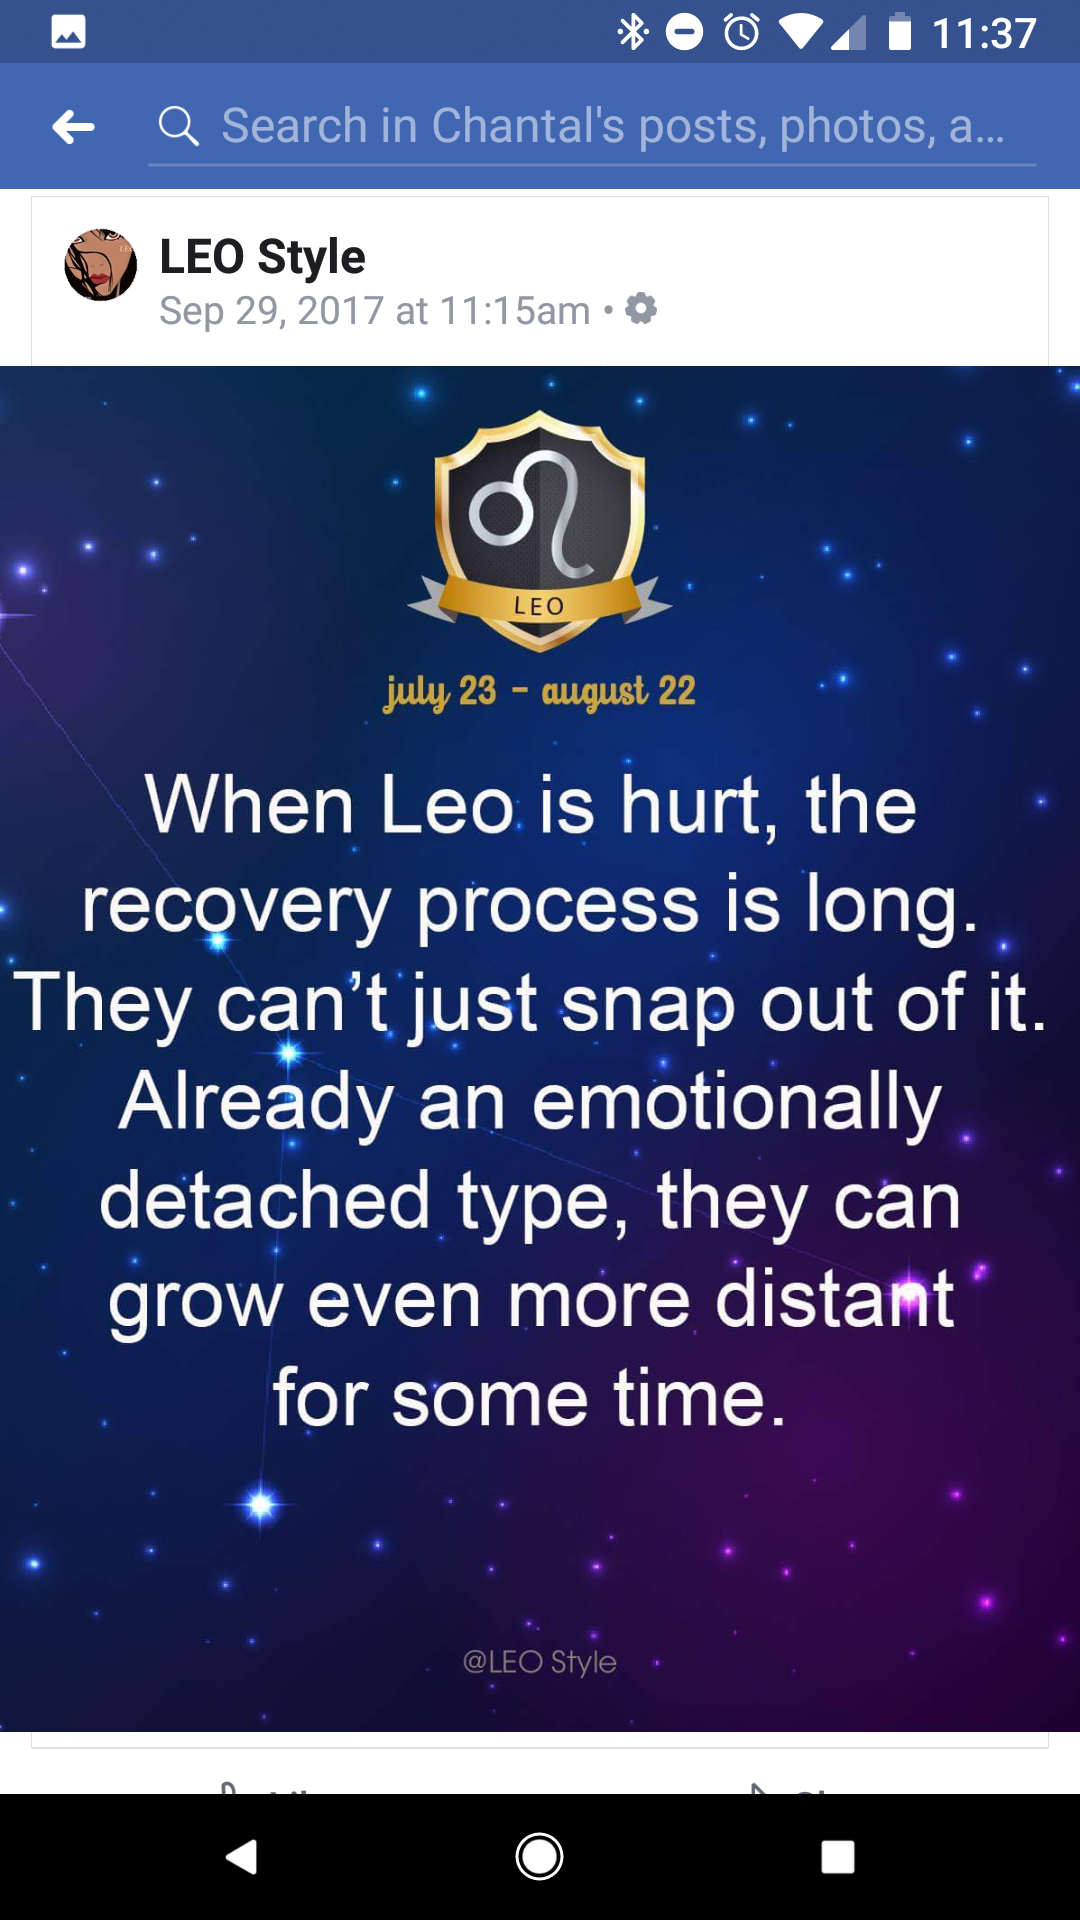 11:37
Search in Chantal's posts, photos, a...
LEO Style
Sep 29, 2017 at 11:15am •
LEO
july 23 - august 22
When Leo is hurt, the
recovery process is long.
They can’t just snap out of it.
Already an emotionally
detached type, they can
grow even more distant
for some time.
@LEO Style